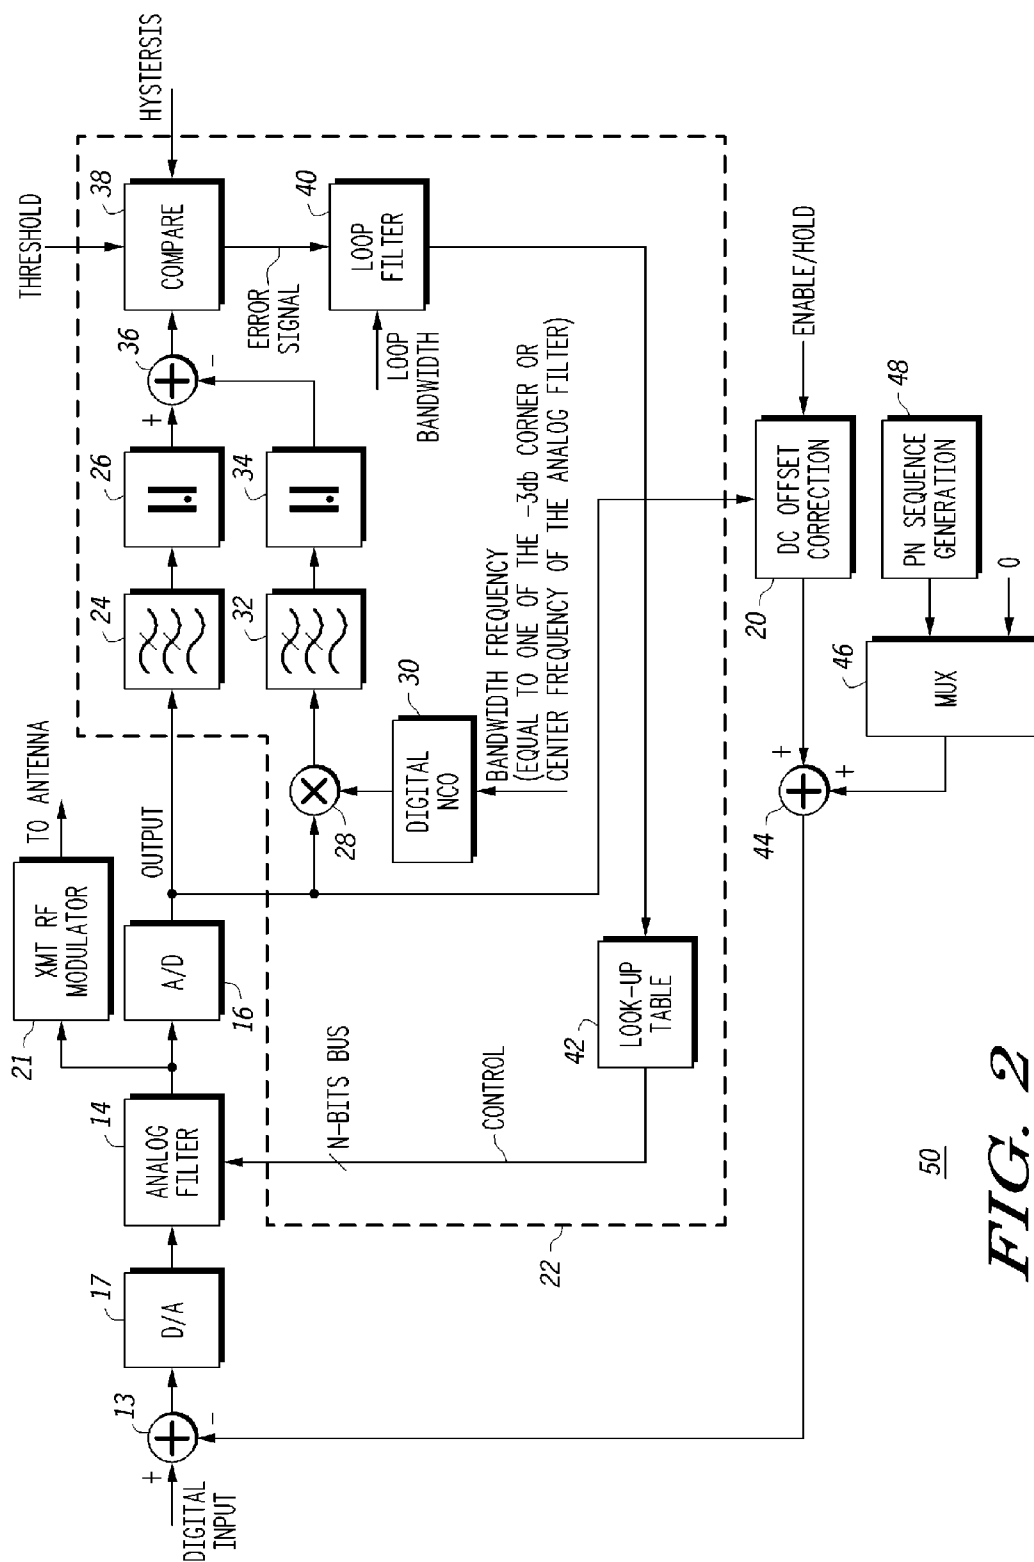 DIGITAL
INPUT
+
-
13
17
D/A
14
ANALOG
FILTER
21
XMT RF
MODULATOR
TO ANTENNA
16
A/D
OUTPUT
24
26
+
-
36
THRESHOLD
38
COMPARE
HYSTERSIS
28
32
34
30
DIGITAL
NCO
ERROR
SIGNAL
40
LOOP
FILTER
LOOP
BANDWIDTH
BANDWIDTH FREQUENCY
(EQUAL TO ONE OF THE -3db CORNER OR
CENTER FREQUENCY OF THE ANALOG FILTER)
N-BITS BUS
CONTROL
42
LOOK-UP
TABLE
22
44
+
+
20
DC OFFSET
CORRECTION
ENABLE/HOLD
46
MUX
48
PN SEQUENCE
GENERATION
0
50
FIG. 2